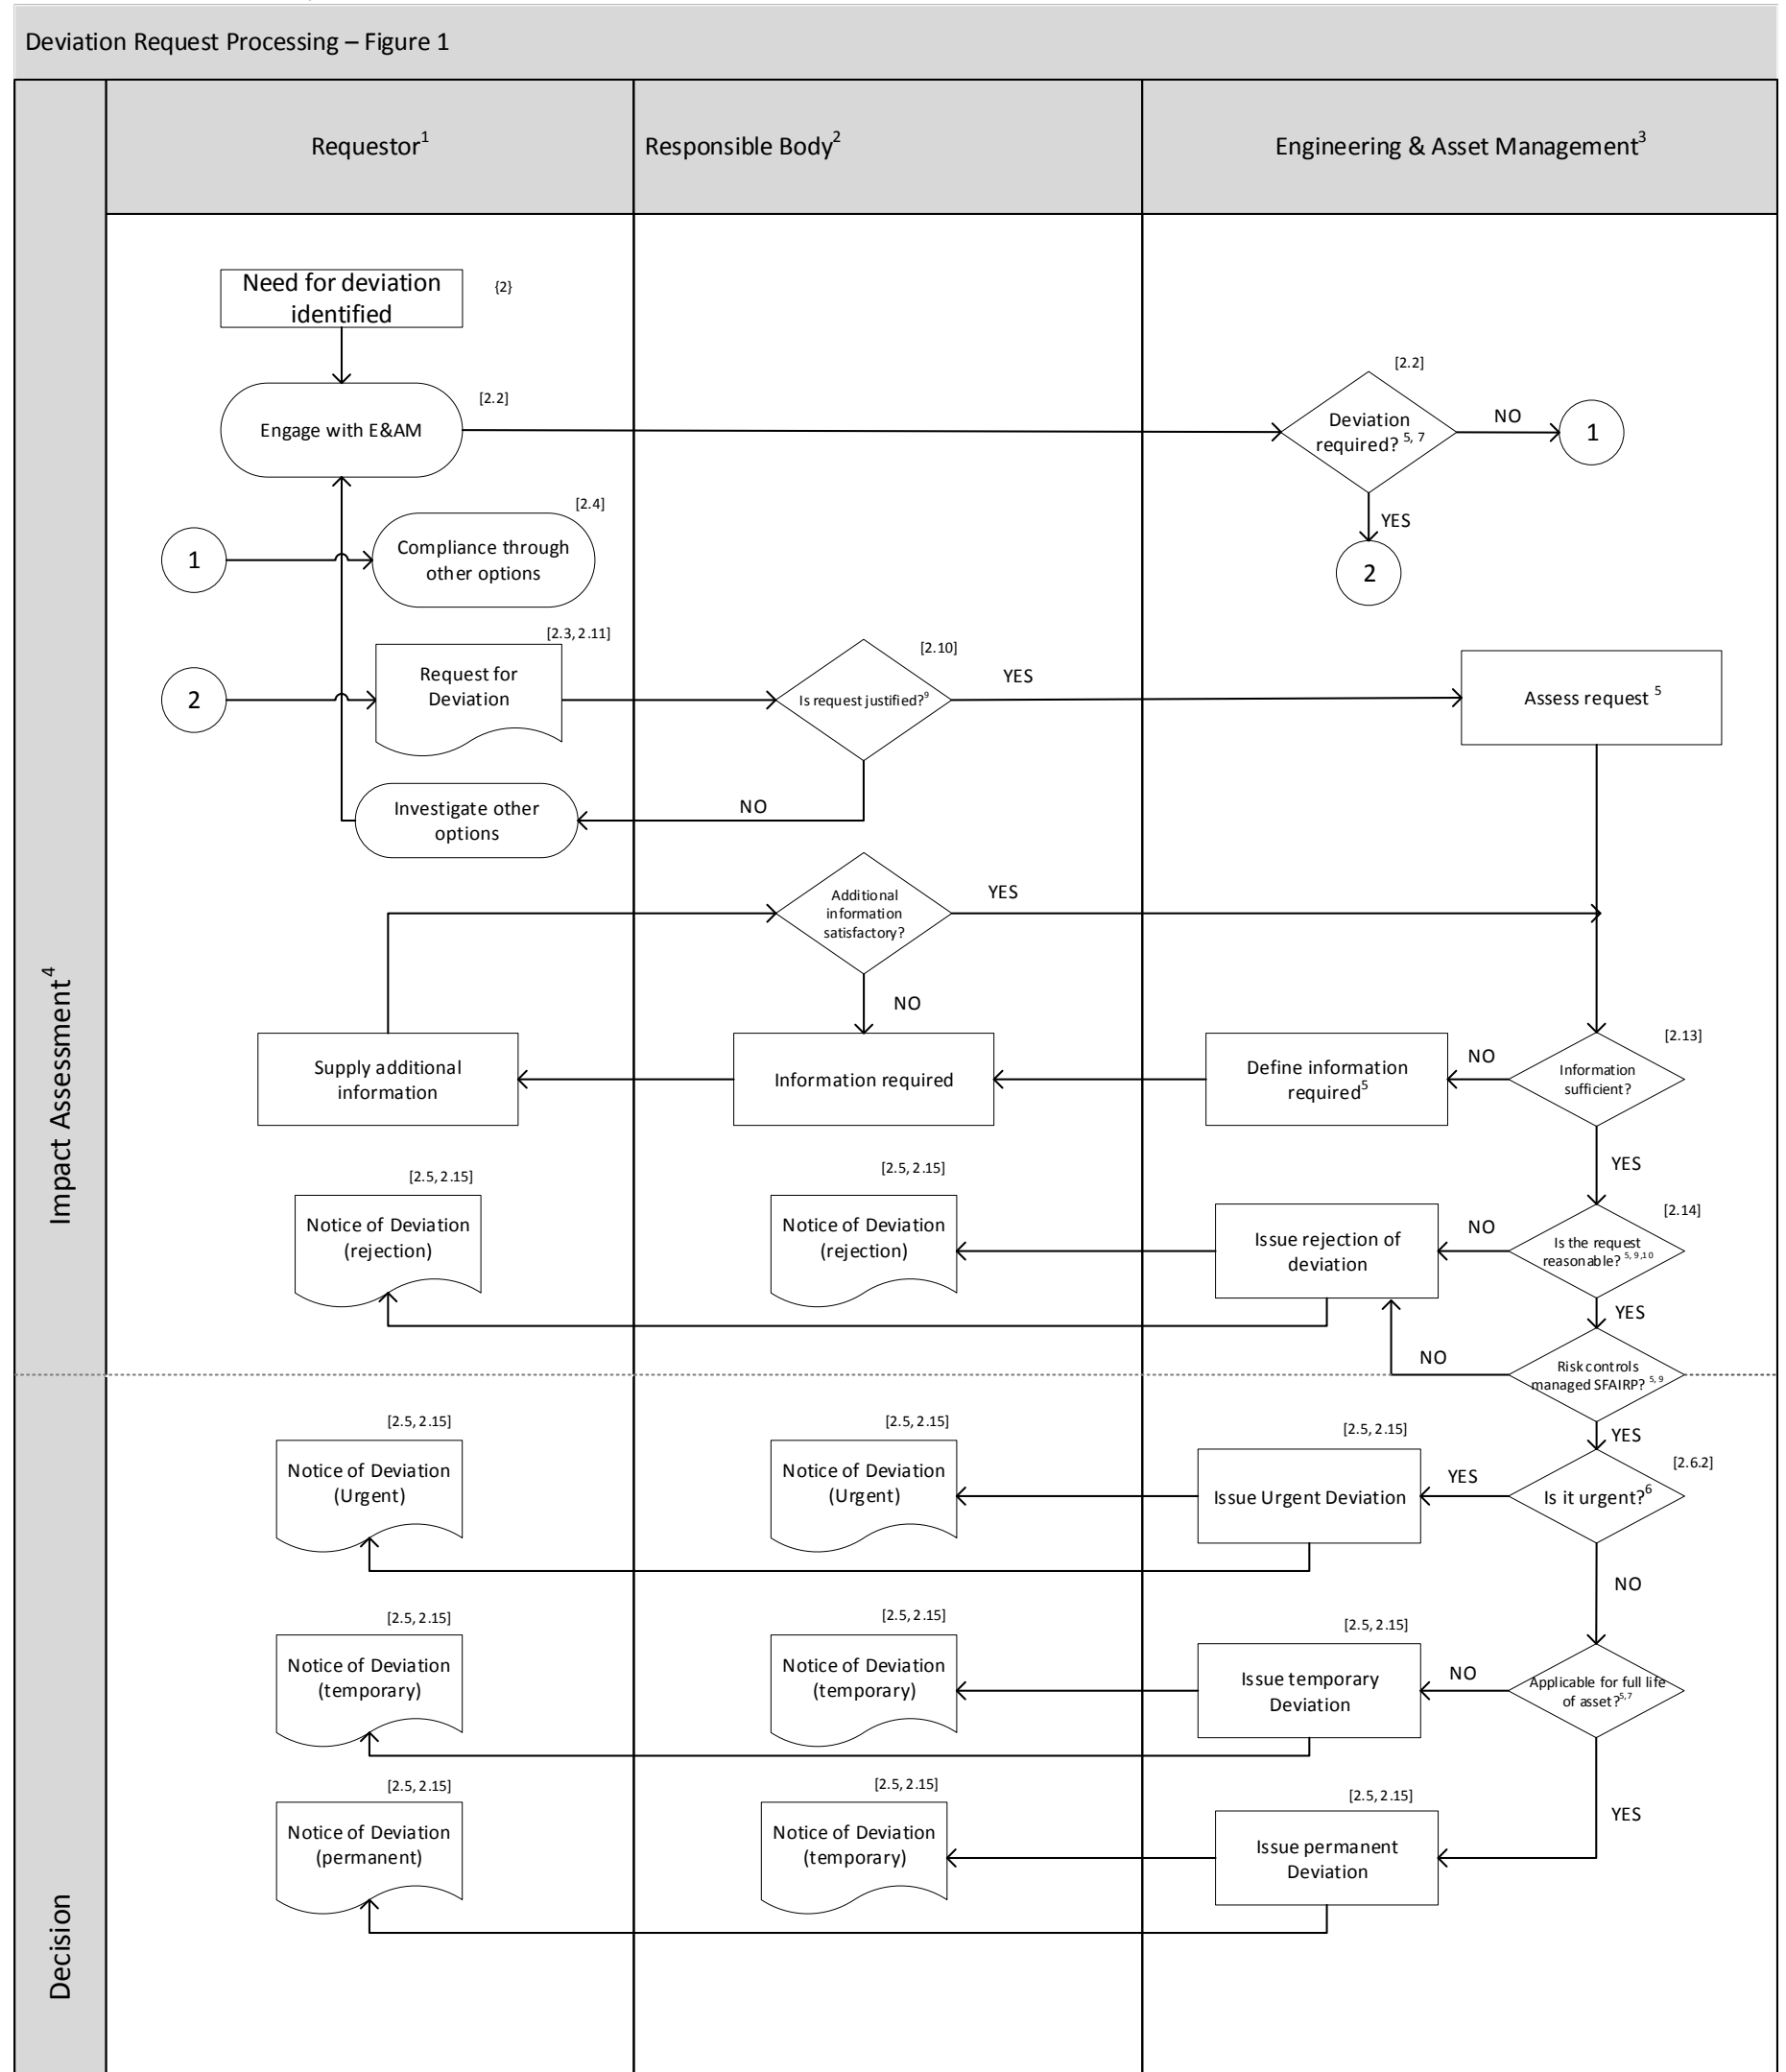 Deviation Request Processing – Figure 1
Requestor1
Responsible Body2
Engineering & Asset Management3
Impact Assessment4
Need for deviation
identified
{2}
[2.2]
Engage with E&AM
[2.2]
Deviation
required? 5, 7
NO
1
YES
2
[2.4]
1
Compliance through
other options
[2.3, 2.11]
2
Request for
Deviation
[2.10]
Is request justified?9
YES
Assess request 5
NO
Investigate other
options
Additional
information
satisfactory?
YES
NO
[2.13]
Information
sufficient?
NO
Define information
required5
Information required
Supply additional
information
YES
[2.14]
Is the request
reasonable? 5, 9,10
NO
Issue rejection of
deviation
[2.5, 2.15]
Notice of Deviation
(rejection)
[2.5, 2.15]
Notice of Deviation
(rejection)
YES
Risk controls
managed SFAIRP? 5, 9
NO
Decision
YES
[2.6.2]
Is it urgent?6
YES
[2.5, 2.15]
Issue Urgent Deviation
[2.5, 2.15]
Notice of Deviation
(Urgent)
[2.5, 2.15]
Notice of Deviation
(Urgent)
NO
Applicable for full life
of asset?5,7
NO
[2.5, 2.15]
Issue temporary
Deviation
[2.5, 2.15]
Notice of Deviation
(temporary)
[2.5, 2.15]
Notice of Deviation
(temporary)
YES
[2.5, 2.15]
Issue permanent
Deviation
[2.5, 2.15]
Notice of Deviation
(temporary)
[2.5, 2.15]
Notice of Deviation
(permanent)